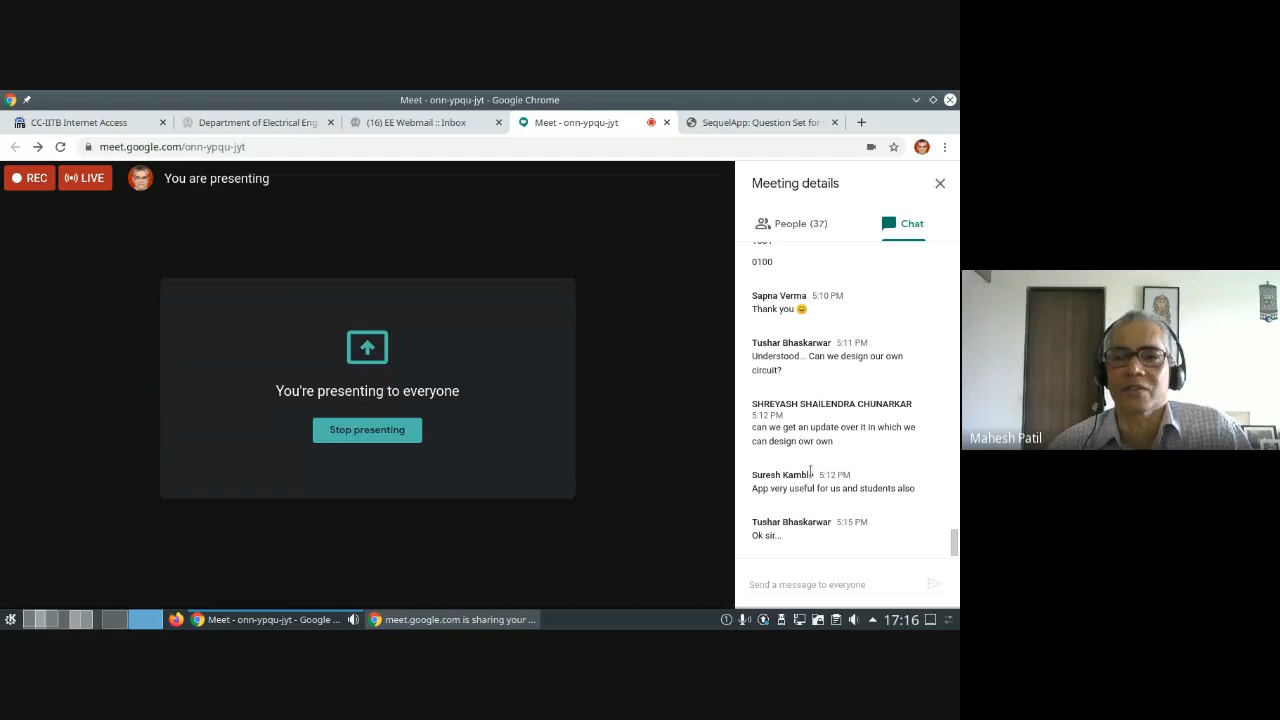 Meet - onn-ypqu-jyt - Google Chrome
CC-IITB Internet Access
Department of Electrical Eng
(16) EE Webmail :: Inbox
Meet - onn-ypqu-jyt
SequelApp: Question Set for
meet.google.com/onn-ypqu-jyt
REC
LIVE
You are presenting
Meeting details
People (37)
Chat
0100
Sapna Verma 5:10 PM
Thank you 😊
Tushar Bhaskarwar 5:11 PM
Understood... Can we design our own
circuit?
SHREYASH SHAILENDRA CHUNARKAR
5:12 PM
can we get an update over it in which we
can design owr own
Suresh Kamble 5:12 PM
App very useful for us and students also
Tushar Bhaskarwar 5:15 PM
Ok sir...
Send a message to everyone
You're presenting to everyone
Stop presenting
Mahesh Patil
Meet - onn-ypqu-jyt - Google ...
meet.google.com is sharing your ...
17:16